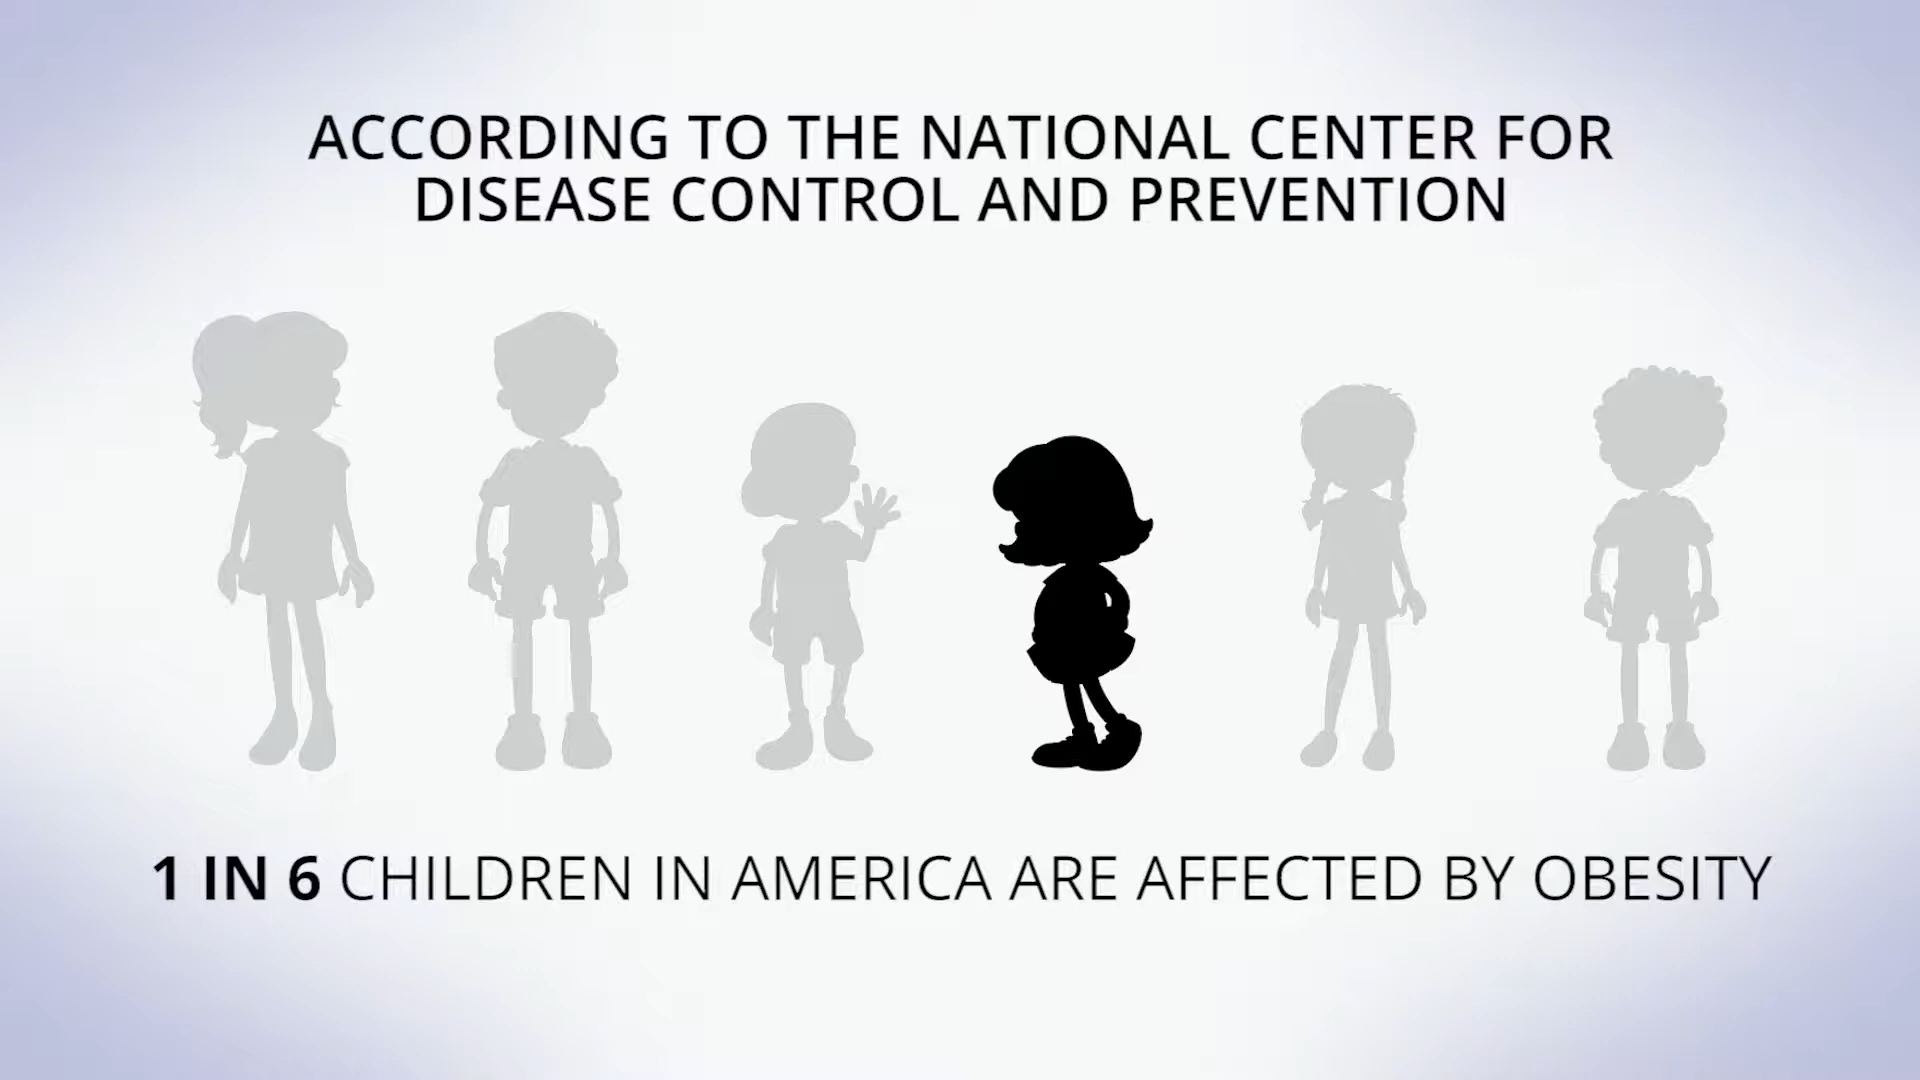 ACCORDING TO THE NATIONAL CENTER FOR
DISEASE CONTROL AND PREVENTION
1 IN 6 CHILDREN IN AMERICA ARE AFFECTED BY OBESITY